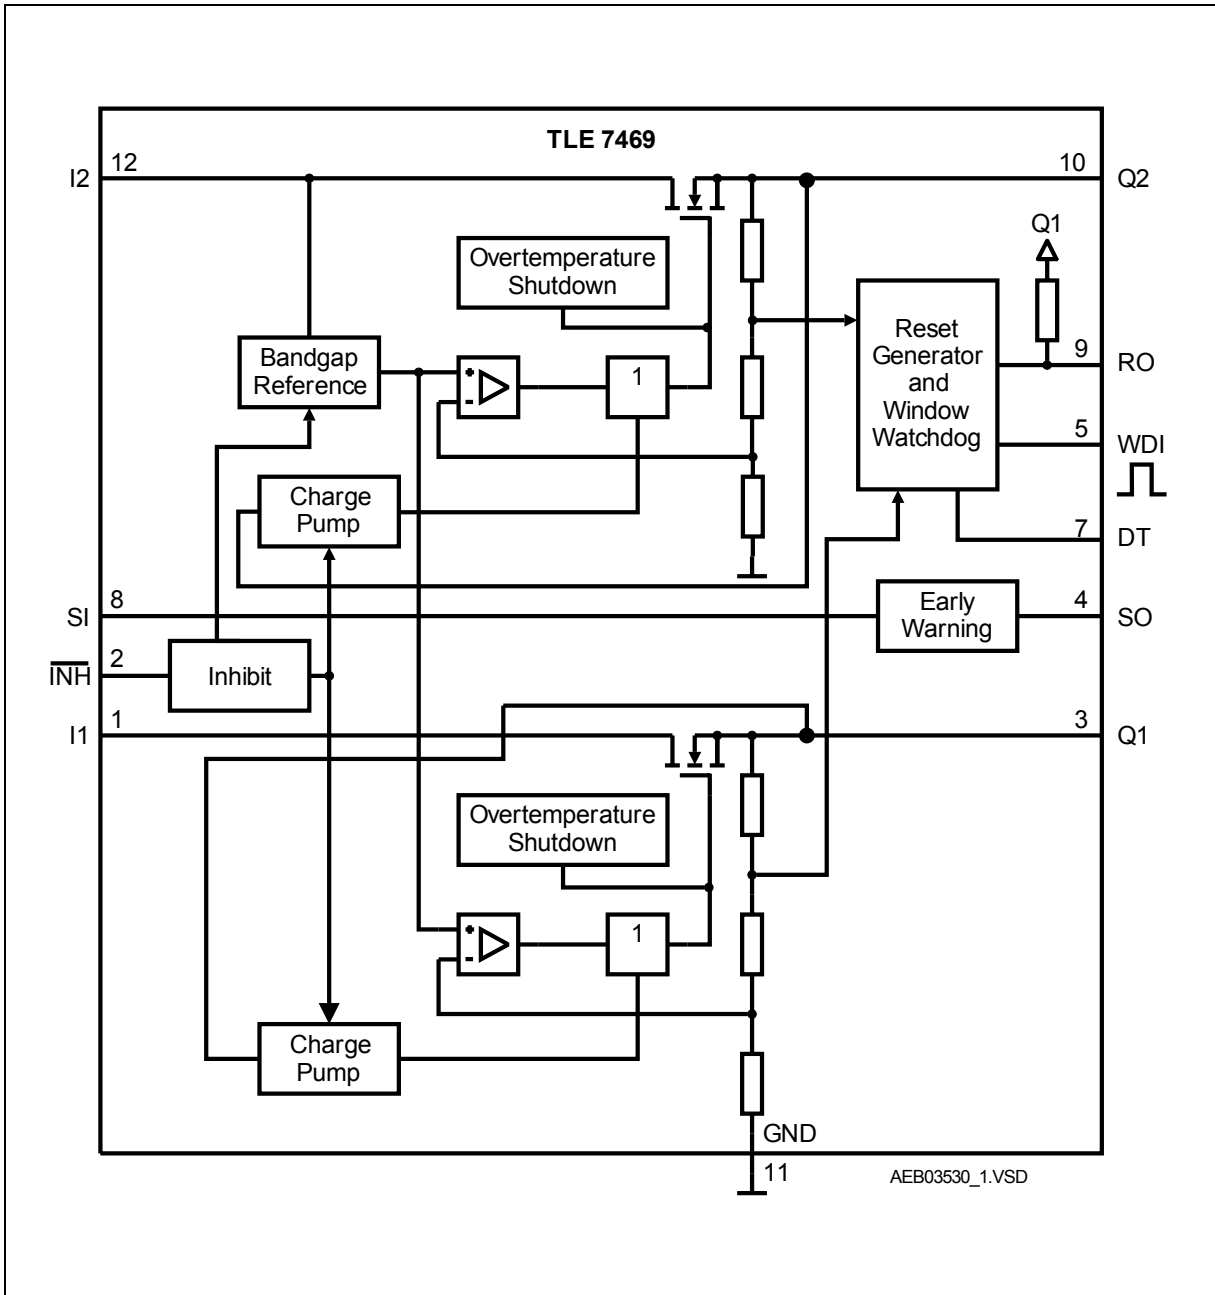 TLE 7469
I2
12
10
Q2
Q1
Overtemperature
Shutdown
Reset
Generator
and
Window
Watchdog
Bandgap
Reference
+
-
1
9
RO
5
WDI
Charge
Pump
7
DT
SI
8
Early
Warning
4
SO
INH
2
Inhibit
I1
1
3
Q1
Overtemperature
Shutdown
+
-
1
Charge
Pump
GND
11
AEB03530_1.VSD